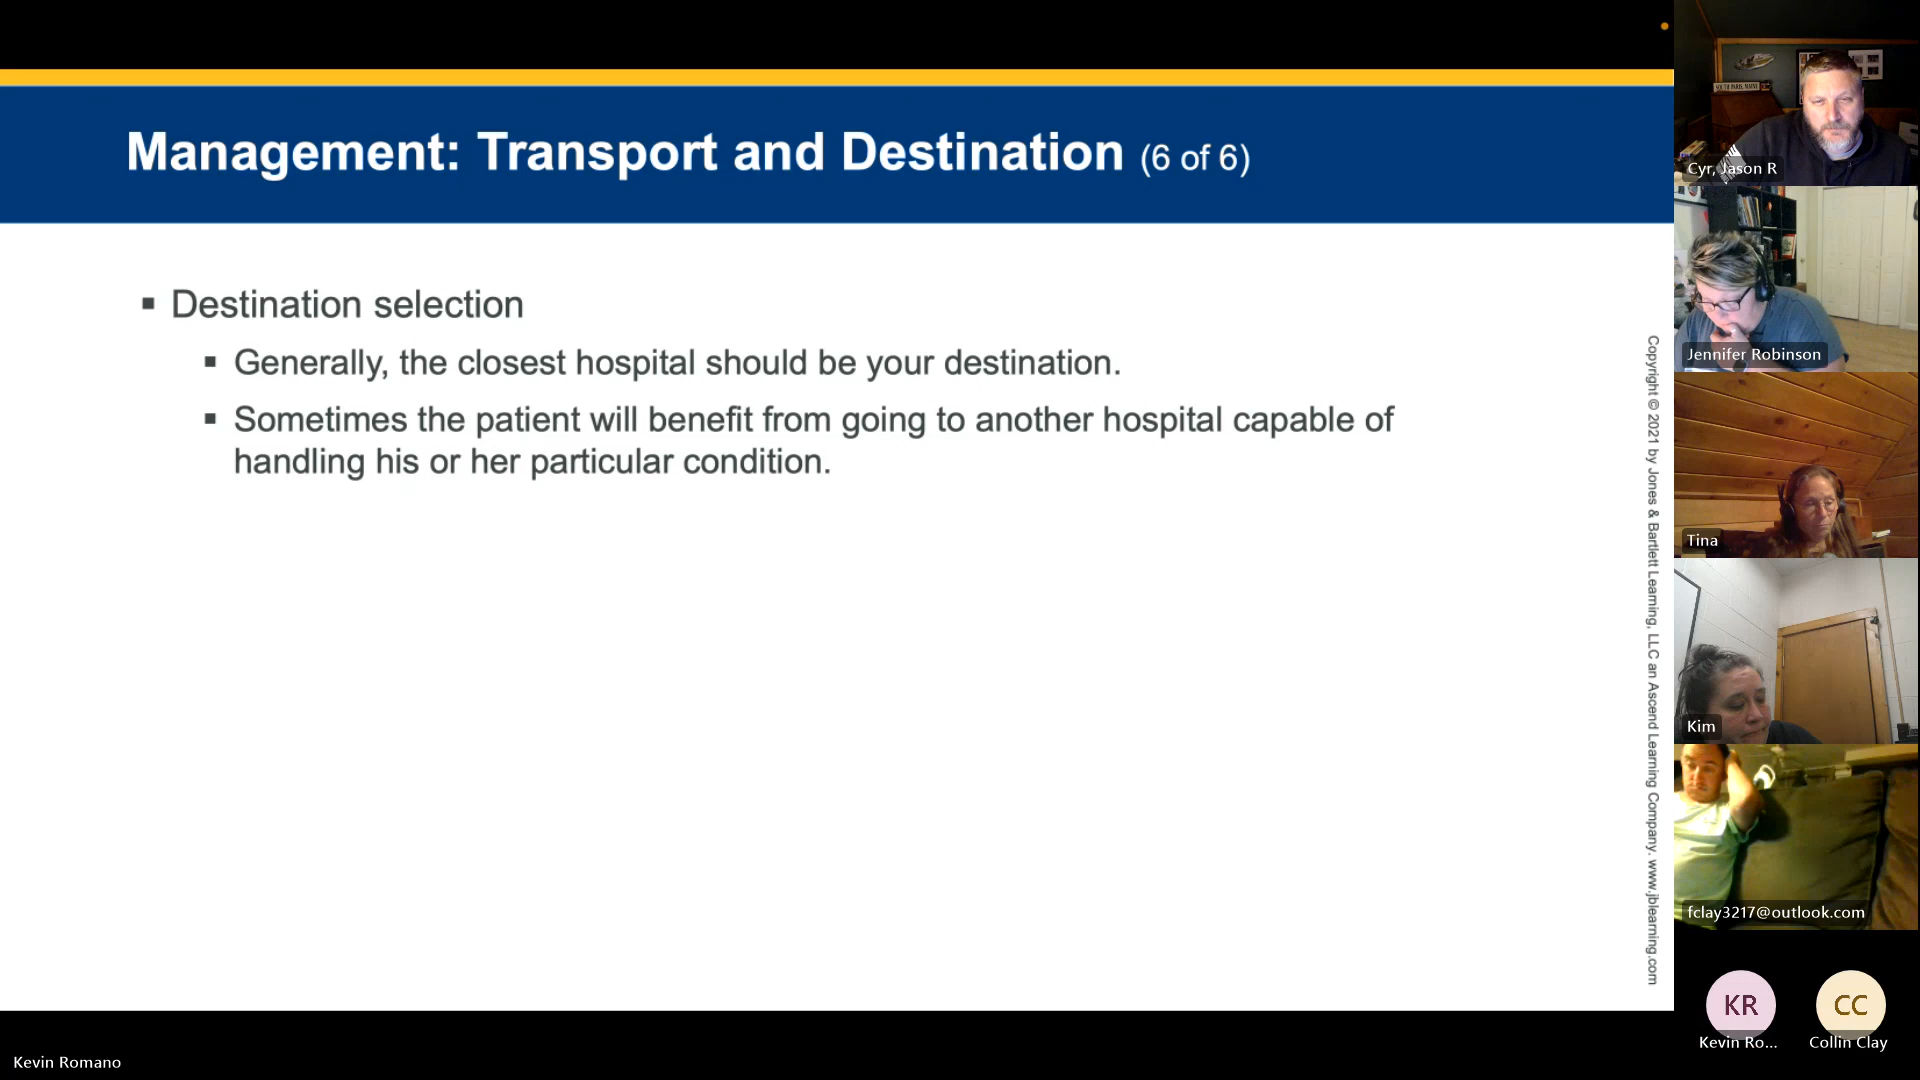 Management: Transport and Destination (6 of 6)
▪ Destination selection
▪ Generally, the closest hospital should be your destination.
▪ Sometimes the patient will benefit from going to another hospital capable of
handling his or her particular condition.
Copyright © 2021 by Jones & Bartlett Learning, LLC an Ascend Learning Company. www.jblearning.com
SOUTH PARIS, MAINE
Cyr, Jason R
Jennifer Robinson
Tina
Kim
fclay3217@outlook.com
KR
CC
Kevin Ro...
Collin Clay
Kevin Romano